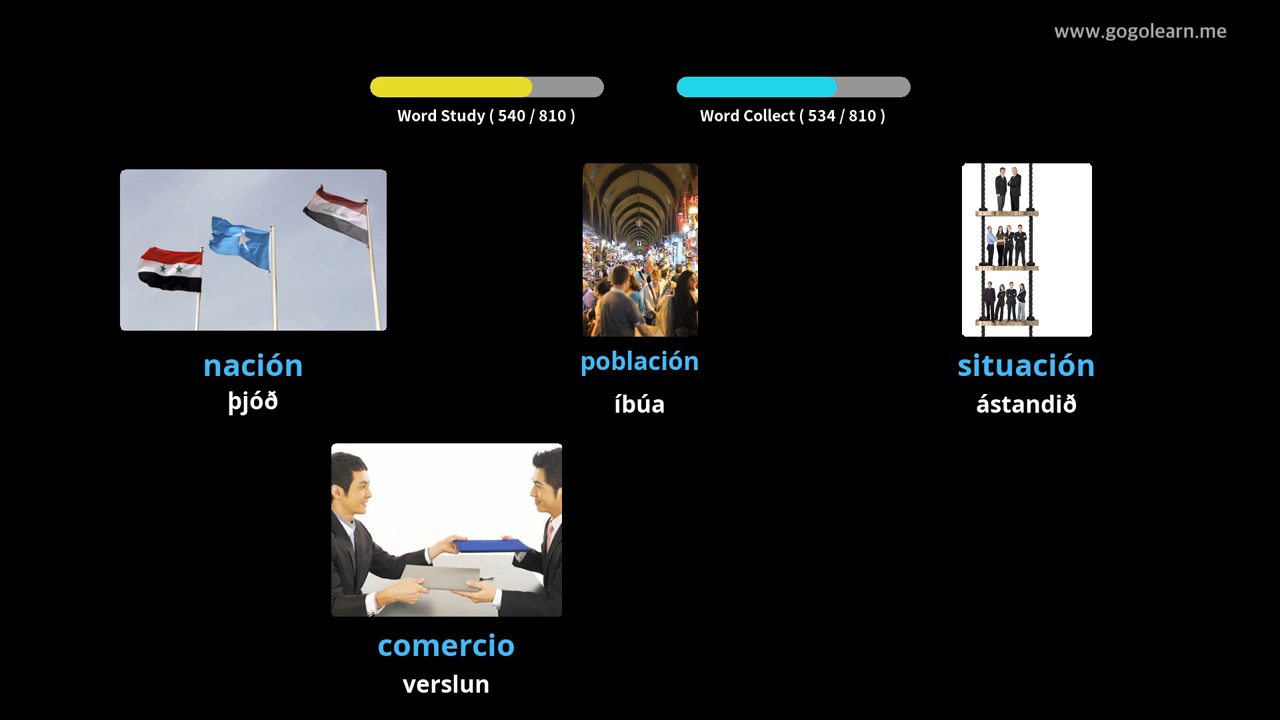 www.gogolearn.me
Word Study ( 540 / 810 )
Word Collect ( 534 / 810 )
nación
þjóð
población
íbúa
situación
ástandið
comercio
verslun